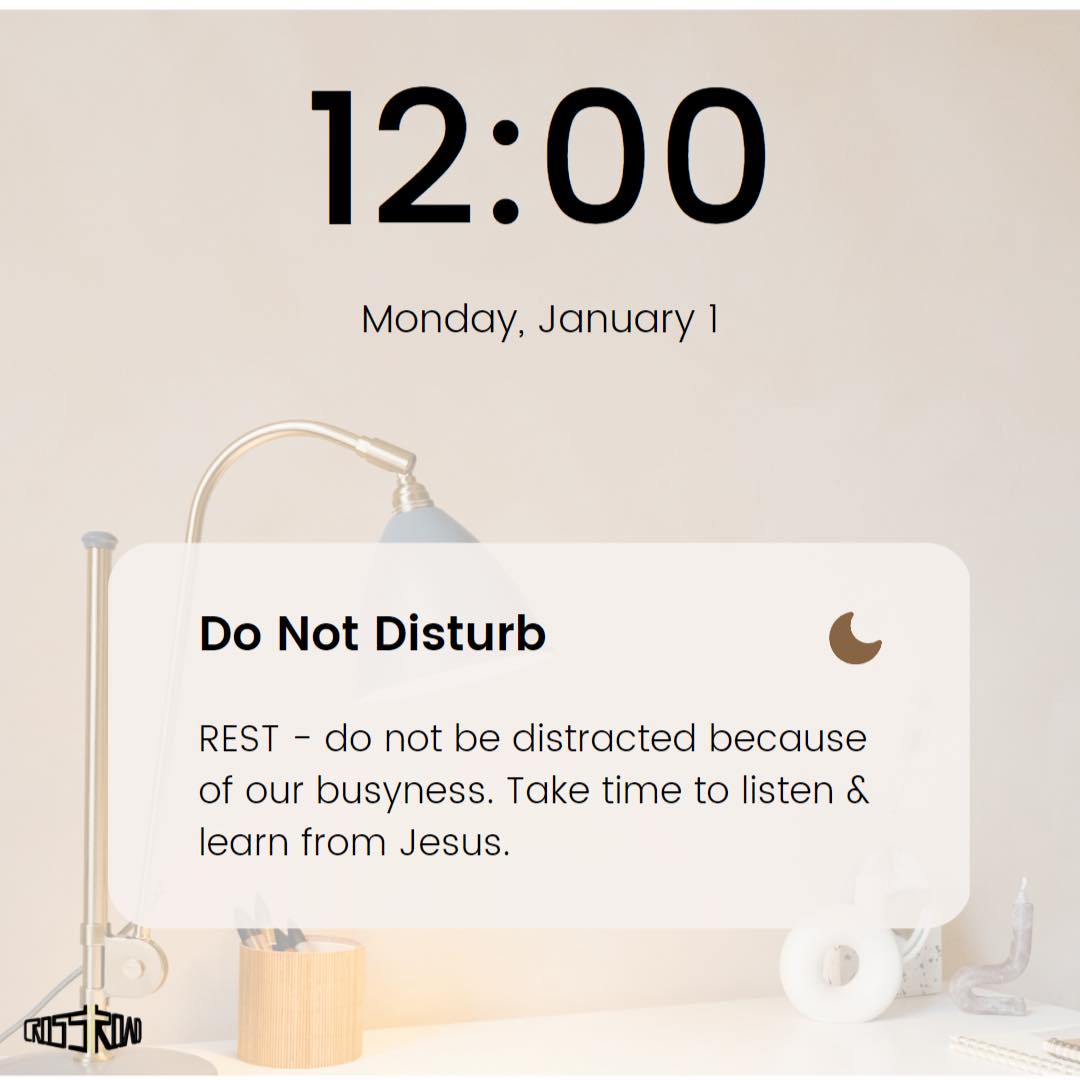 12:00
Monday, January 1
Do Not Disturb
REST - do not be distracted because
of our busyness. Take time to listen &
learn from Jesus.
CROSSROAD